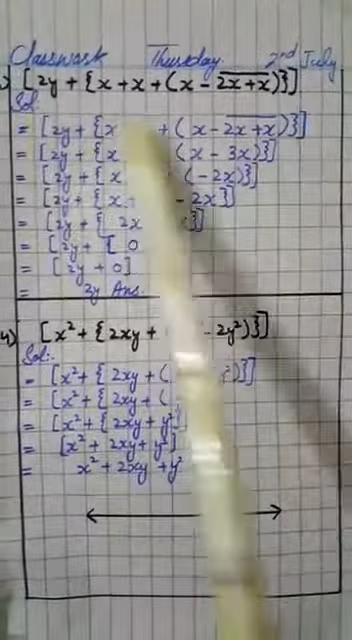 Classwork Thursday 2nd July
) [2y + {x + x + (x - 2x + x)}]
Sol:
= [2y + {x + (x - 2x + x)}]
= [2y + {x (x - 3x)}]
= [2y + {x (-2x)}]
= [2y + {x - 2x}]
= [2y + { 2x }]
= [2y + { 0
= [2y + 0]
= 2y Ans.
4) [x² + {2xy + - 2y²)}]
Sol:-
= [x² + {2xy + ( )}]
= [x² + {2xy + (
= [x² + {2xy + y²}]
= [x² + 2xy + y²]
= x² + 2xy + y²